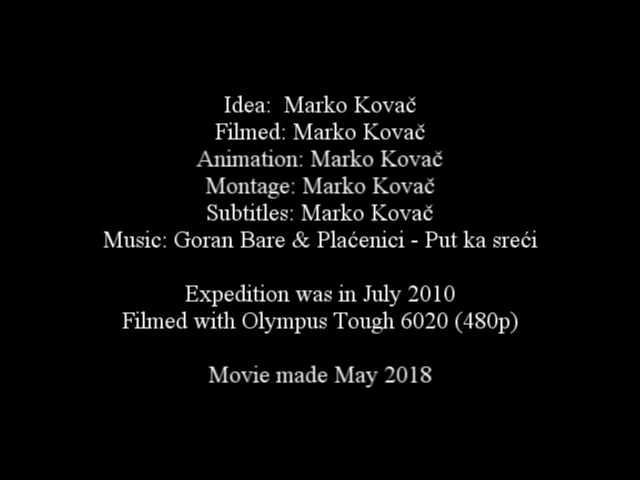 Idea:  Marko Kovač
Filmed: Marko Kovač
Animation: Marko Kovač
Montage: Marko Kovač
Subtitles: Marko Kovač
Music: Goran Bare & Plaćenici - Put ka sreći
Expedition was in July 2010
Filmed with Olympus Tough 6020 (480p)
Movie made May 2018